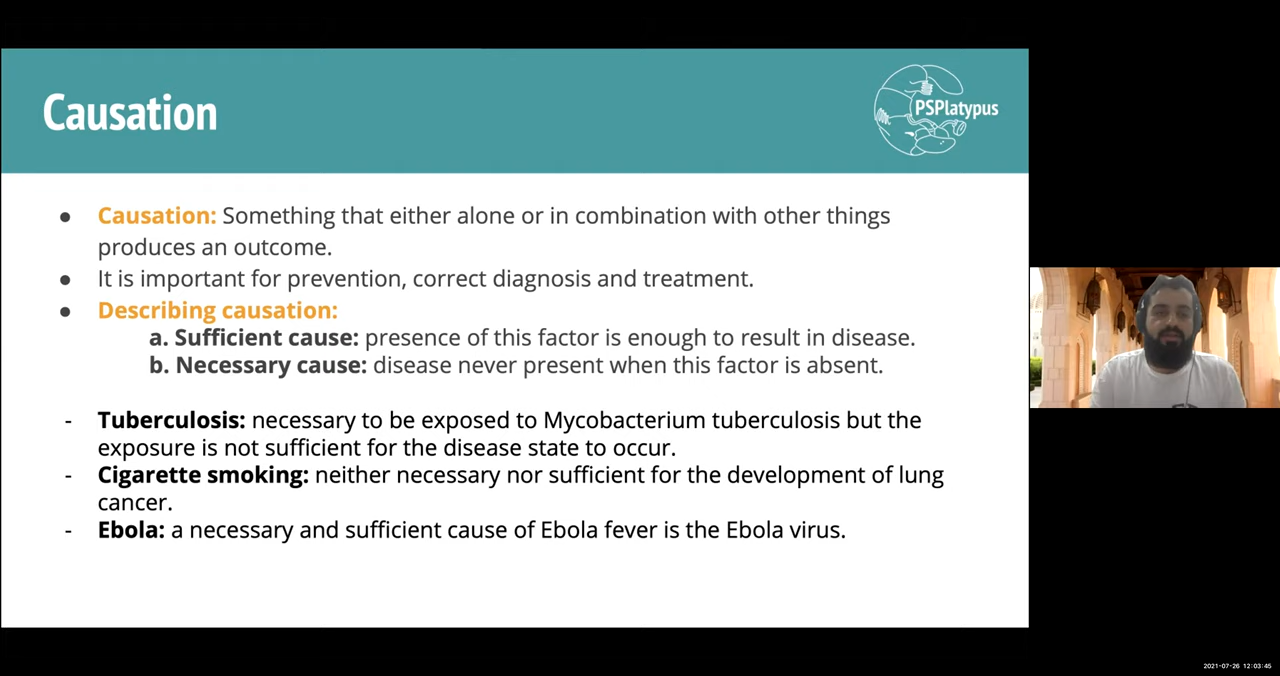 Causation
PSPlatypus
● Causation: Something that either alone or in combination with other things
produces an outcome.
● It is important for prevention, correct diagnosis and treatment.
● Describing causation:
a. Sufficient cause: presence of this factor is enough to result in disease.
b. Necessary cause: disease never present when this factor is absent.
- Tuberculosis: necessary to be exposed to Mycobacterium tuberculosis but the
exposure is not sufficient for the disease state to occur.
- Cigarette smoking: neither necessary nor sufficient for the development of lung
cancer.
- Ebola: a necessary and sufficient cause of Ebola fever is the Ebola virus.
2021-07-26 12:03:45